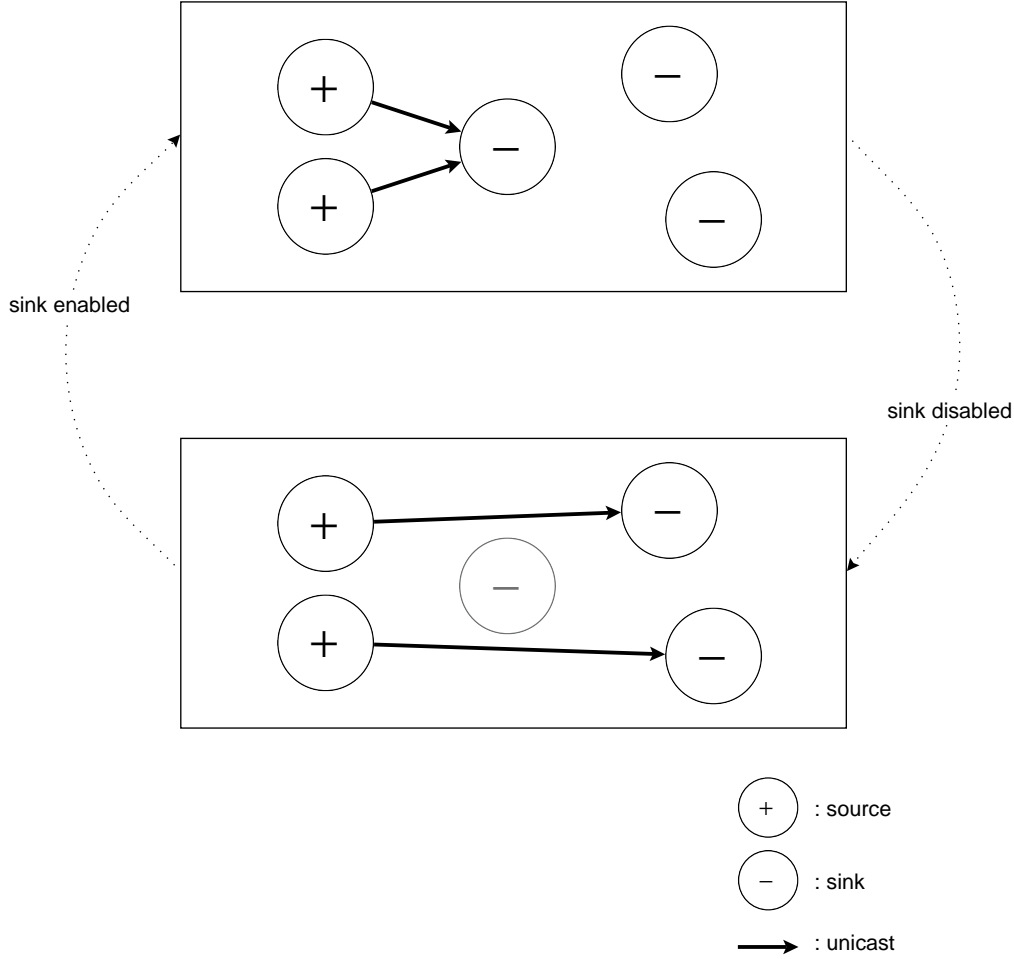 +
−
−
+
−
sink enabled
sink disabled
+
−
−
+
−
+ : source
− : sink
: unicast